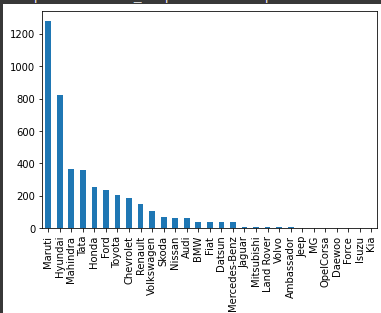 1200
1000
800
600
400
200
0
Maruti
Hyundai
Mahindra
Tata
Honda
Ford
Toyota
Chevrolet
Renault
Volkswagen
Skoda
Nissan
Audi
BMW
Fiat
Datsun
Mercedes-Benz
Jaguar
Mitsubishi
Land Rover
Volvo
Ambassador
Jeep
MG
OpelCorsa
Daewoo
Force
Isuzu
Kia